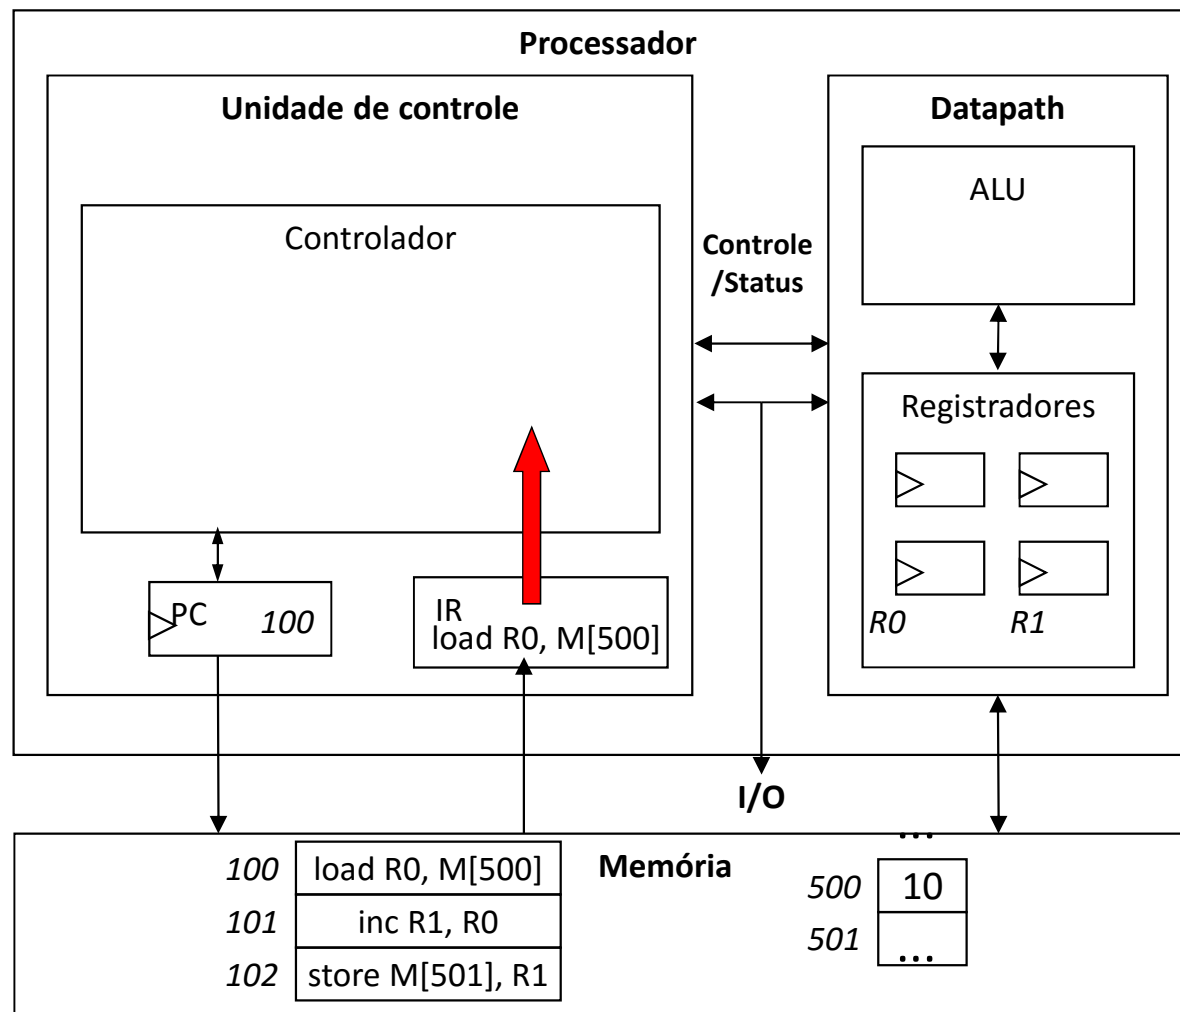 Processador
Unidade de controle
Controlador
PC
100
IR
load R0, M[500]
Controle
/Status
Datapath
ALU
Registradores
R0
R1
I/O
Memória
100
load R0, M[500]
101
inc R1, R0
102
store M[501], R1
...
500
10
501
...